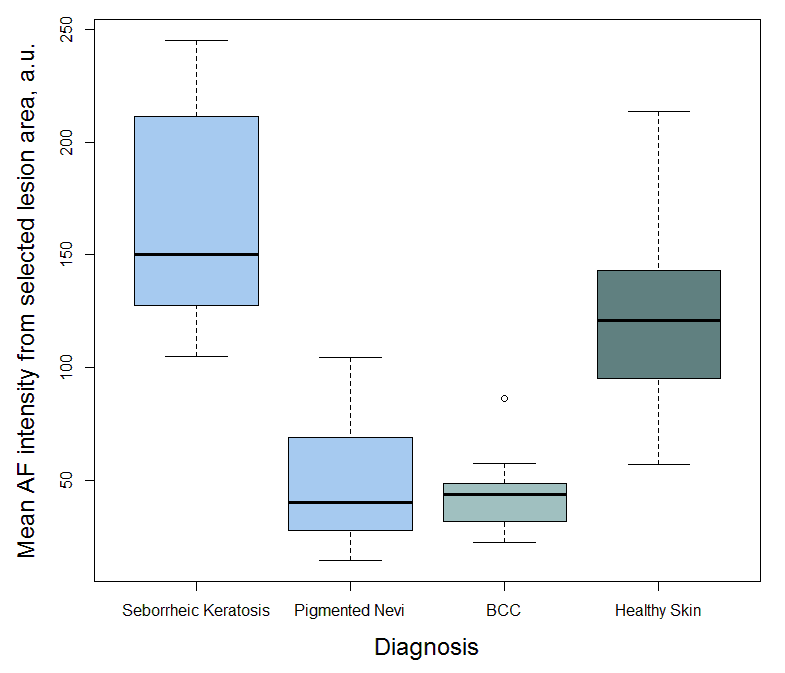 Mean AF intensity from selected lesion area, a.u.
250
200
150
100
50
Seborrheic Keratosis Pigmented Nevi BCC Healthy Skin
Diagnosis